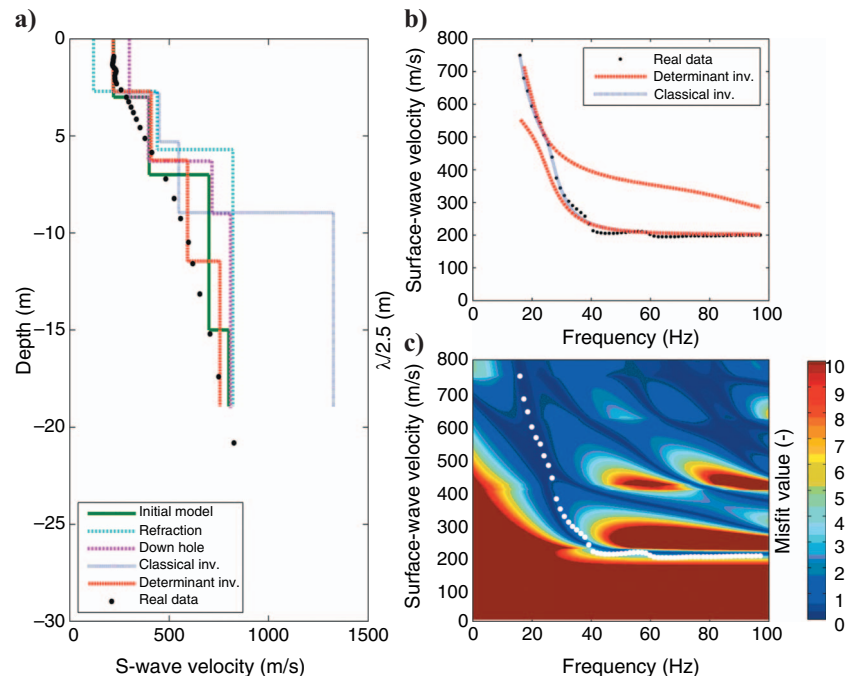 a)
0
−5
−10
−15
−20
−25
−30
Depth (m)
λ/2.5 (m)
0 500 1000 1500
S-wave velocity (m/s)
Initial model
Refraction
Down hole
Classical inv.
Determinant inv.
Real data
b)
800
700
600
500
400
300
200
100
0
Surface-wave velocity (m/s)
0 20 40 60 80 100
Frequency (Hz)
Real data
Determinant inv.
Classical inv.
c)
800
700
600
500
400
300
200
100
0
Surface-wave velocity (m/s)
0 20 40 60 80 100
Frequency (Hz)
10
9
8
7
6
5
4
3
2
1
0
Misfit value (-)